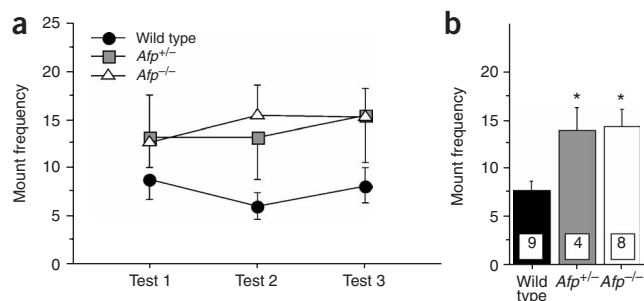 a
Wild type
Afp+/−
Afp−/−
Mount frequency
25
20
15
10
5
0
Test 1 Test 2 Test 3
b
Mount frequency
20
15
10
5
0
* *
9 4 8
Wild type Afp+/− Afp−/−